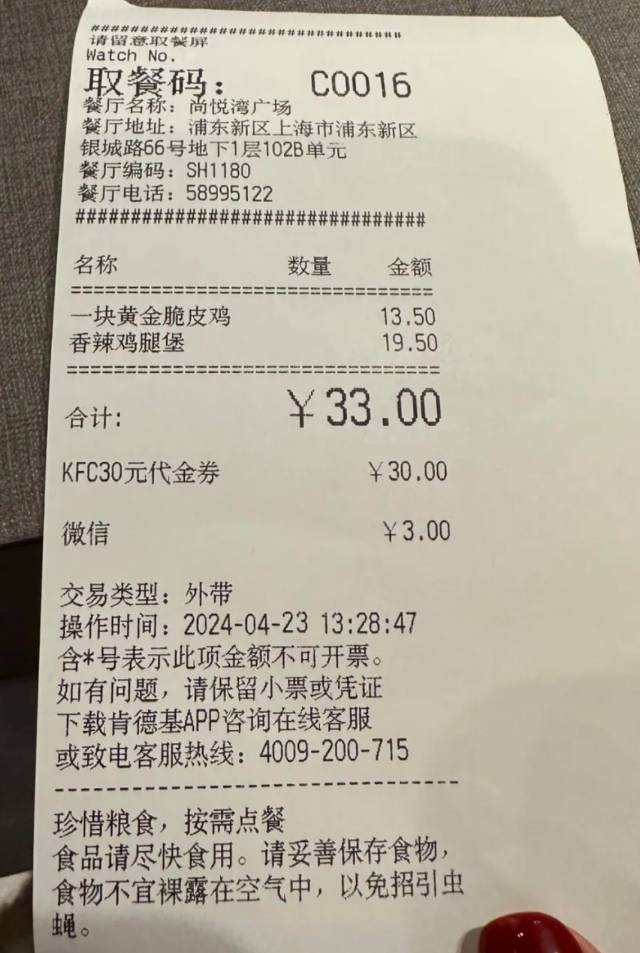 ################################
请留意取餐屏
Watch No.
取餐码： C0016
餐厅名称：尚悦湾广场
餐厅地址：浦东新区上海市浦东新区
银城路66号地下1层102B单元
餐厅编码：SH1180
餐厅电话：58995122
################################
名称 数量 金额
================================
一块黄金脆皮鸡 13.50
香辣鸡腿堡 19.50
================================
合计： ￥33.00
KFC30元代金券 ￥30.00
微信 ￥3.00
交易类型：外带
操作时间：2024-04-23 13:28:47
含*号表示此项金额不可开票。
如有问题，请保留小票或凭证
下载肯德基APP咨询在线客服
或致电客服热线：4009-200-715
--------------------------------
珍惜粮食，按需点餐
食品请尽快食用。请妥善保存食物，
食物不宜裸露在空气中，以免招引虫
蝇。